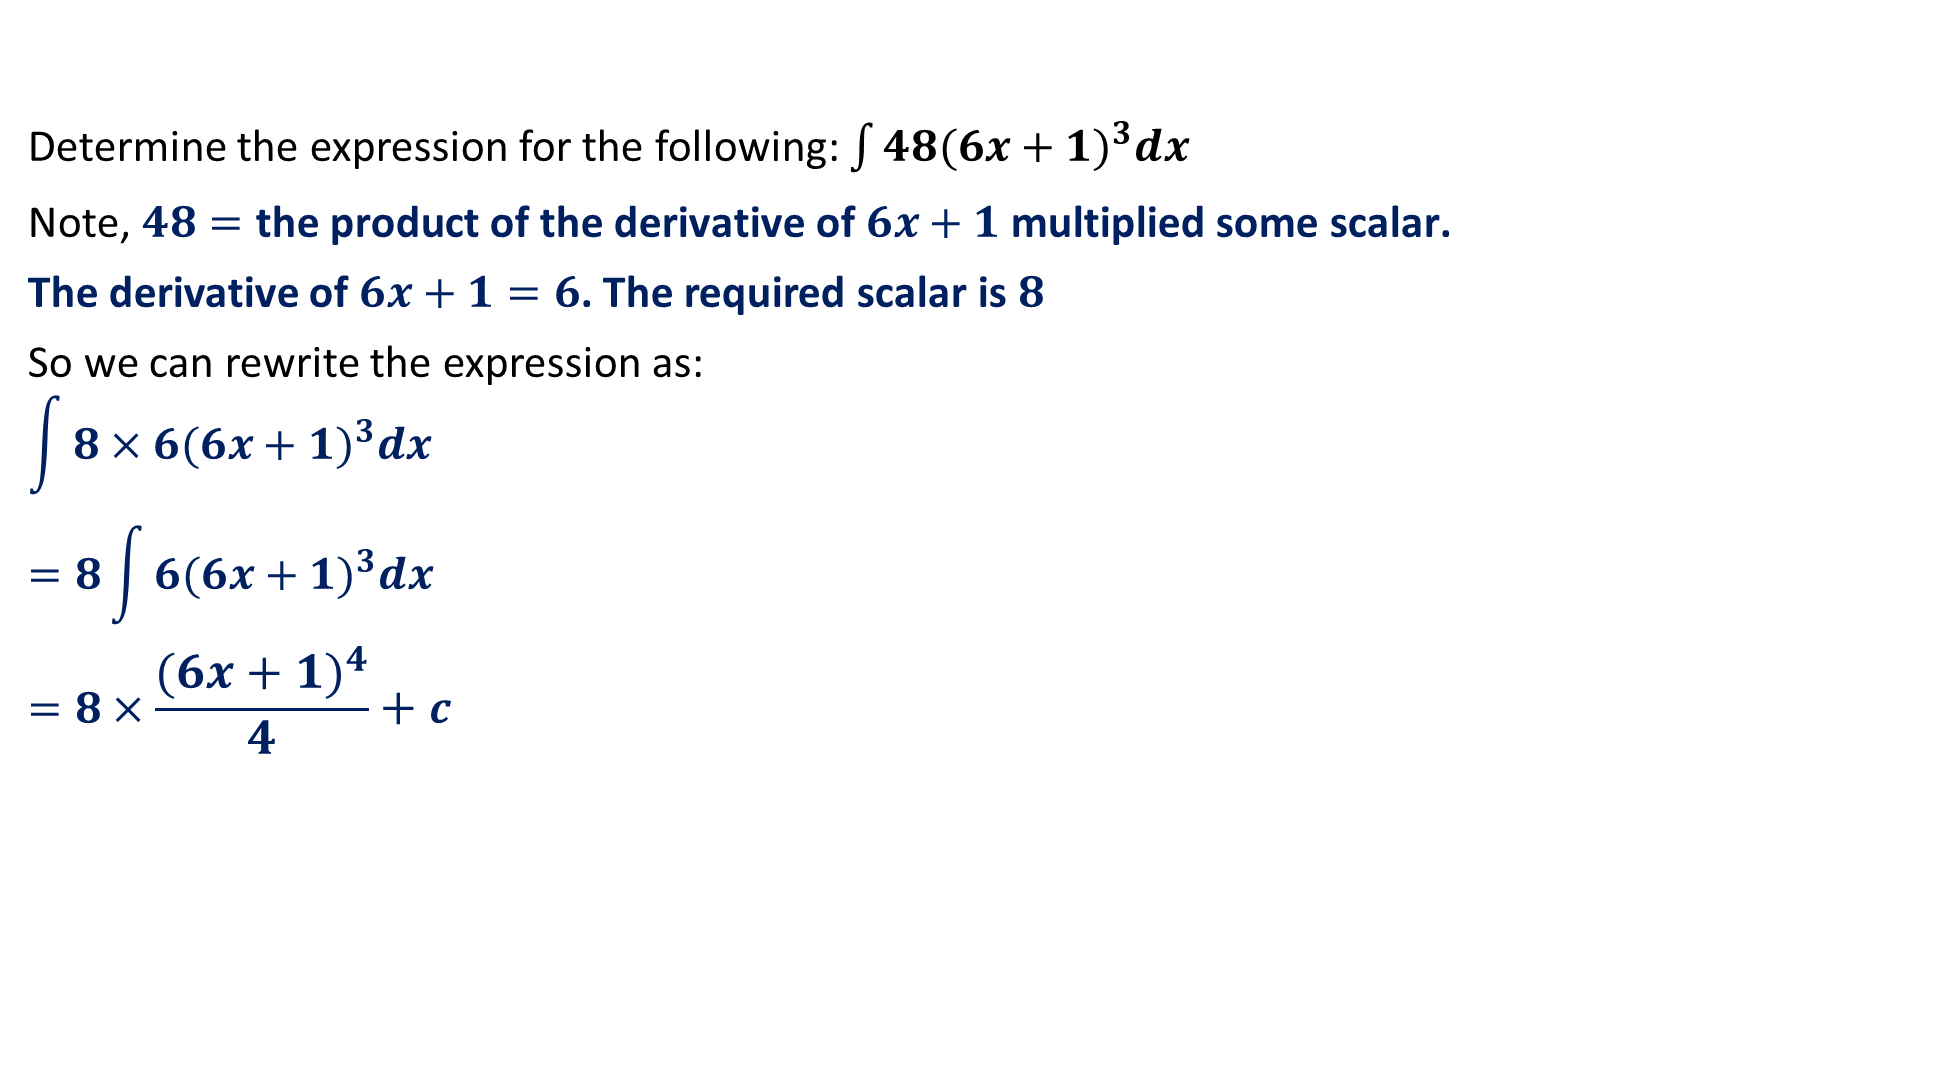 Determine the expression for the following: ∫ 48(6x + 1)³dx
Note, 48 = the product of the derivative of 6x + 1 multiplied some scalar.
The derivative of 6x + 1 = 6. The required scalar is 8
So we can rewrite the expression as:
∫ 8 × 6(6x + 1)³dx
= 8 ∫ 6(6x + 1)³dx
= 8 × (6x + 1)⁴/4 + c